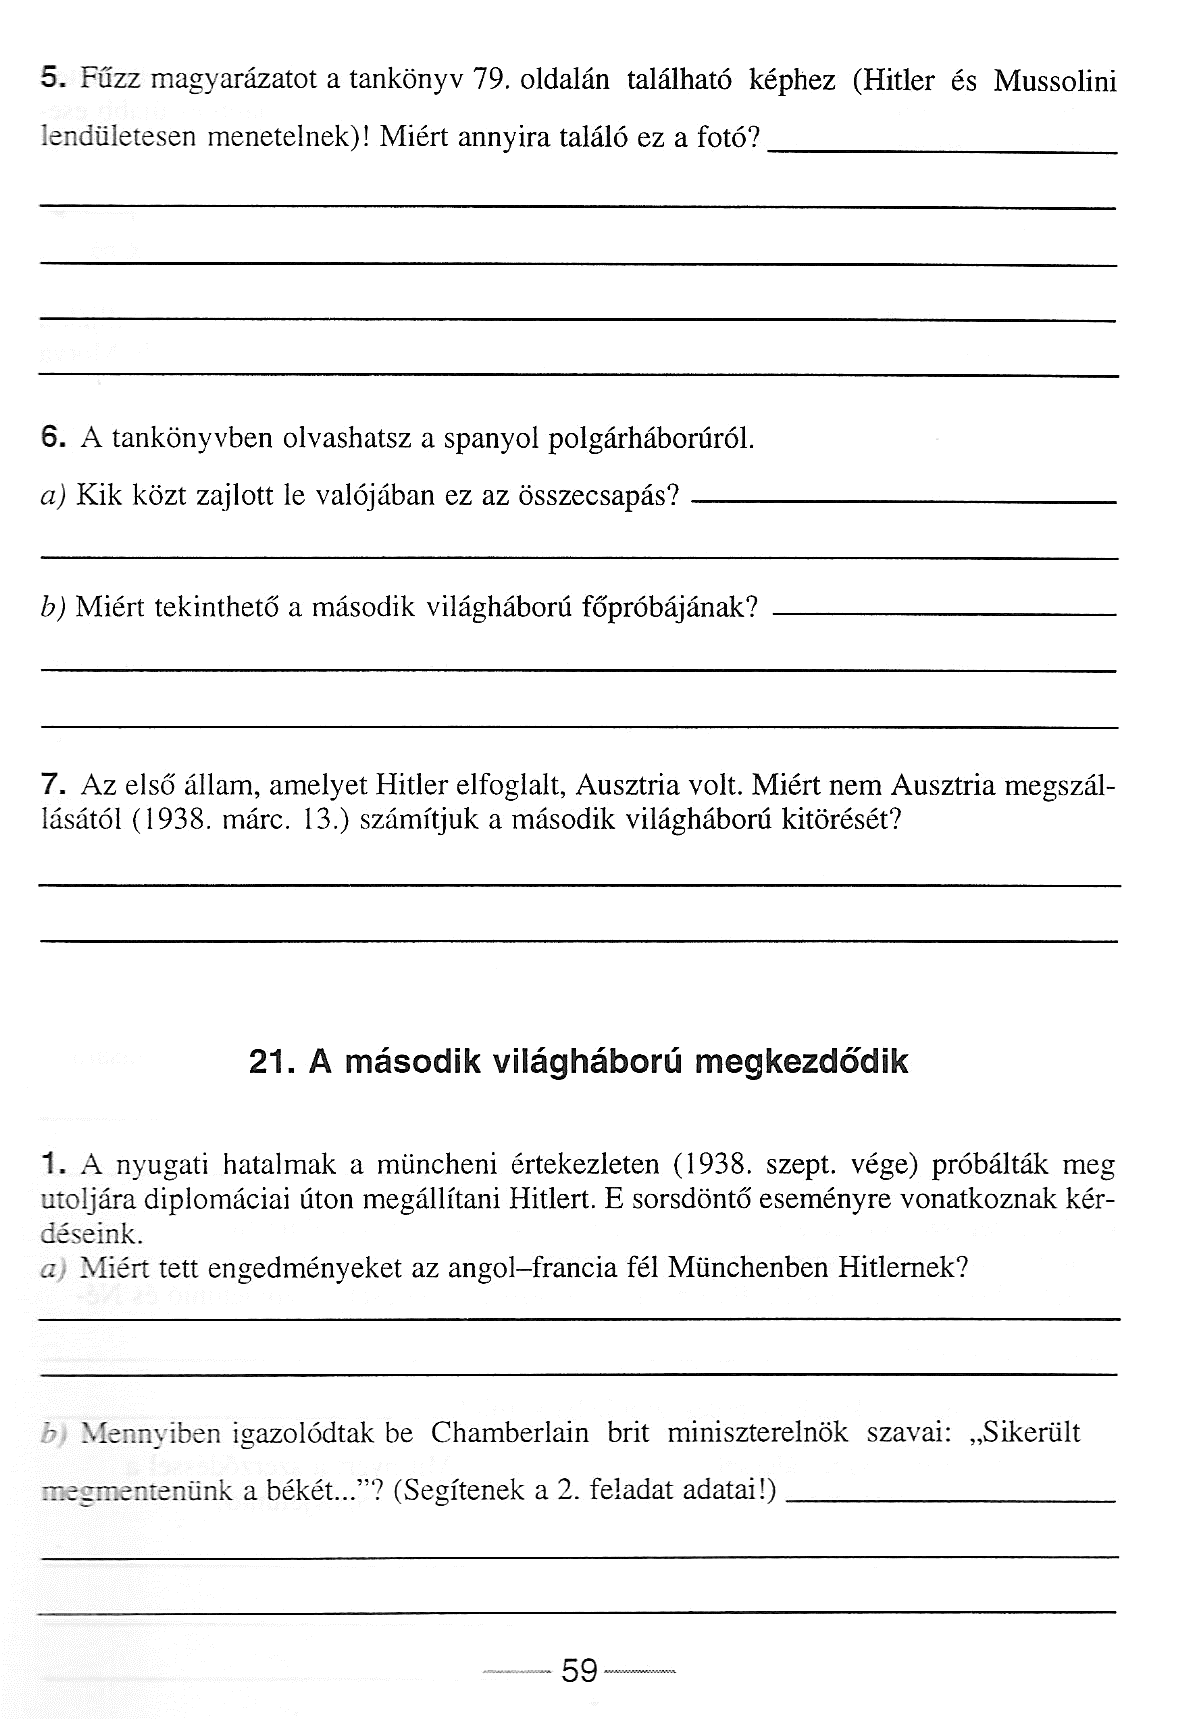 5. Fűzz magyarázatot a tankönyv 79. oldalán található képhez (Hitler és Mussolini
lendületesen menetelnek)! Miért annyira találó ez a fotó?
6. A tankönyvben olvashatsz a spanyol polgárháborúról.
a) Kik közt zajlott le valójában ez az összecsapás?
b) Miért tekinthető a második világháború főpróbájának?
7. Az első állam, amelyet Hitler elfoglalt, Ausztria volt. Miért nem Ausztria megszál-
lásától (1938. márc. 13.) számítjuk a második világháború kitörését?
21. A második világháború megkezdődik
1. A nyugati hatalmak a müncheni értekezleten (1938. szept. vége) próbálták meg
utoljára diplomáciai úton megállítani Hitlert. E sorsdöntő eseményre vonatkoznak kér-
déseink.
a) Miért tett engedményeket az angol–francia fél Münchenben Hitlernek?
b) Mennyiben igazolódtak be Chamberlain brit miniszterelnök szavai: „Sikerült
megmentenünk a békét...”? (Segítenek a 2. feladat adatai!)
59